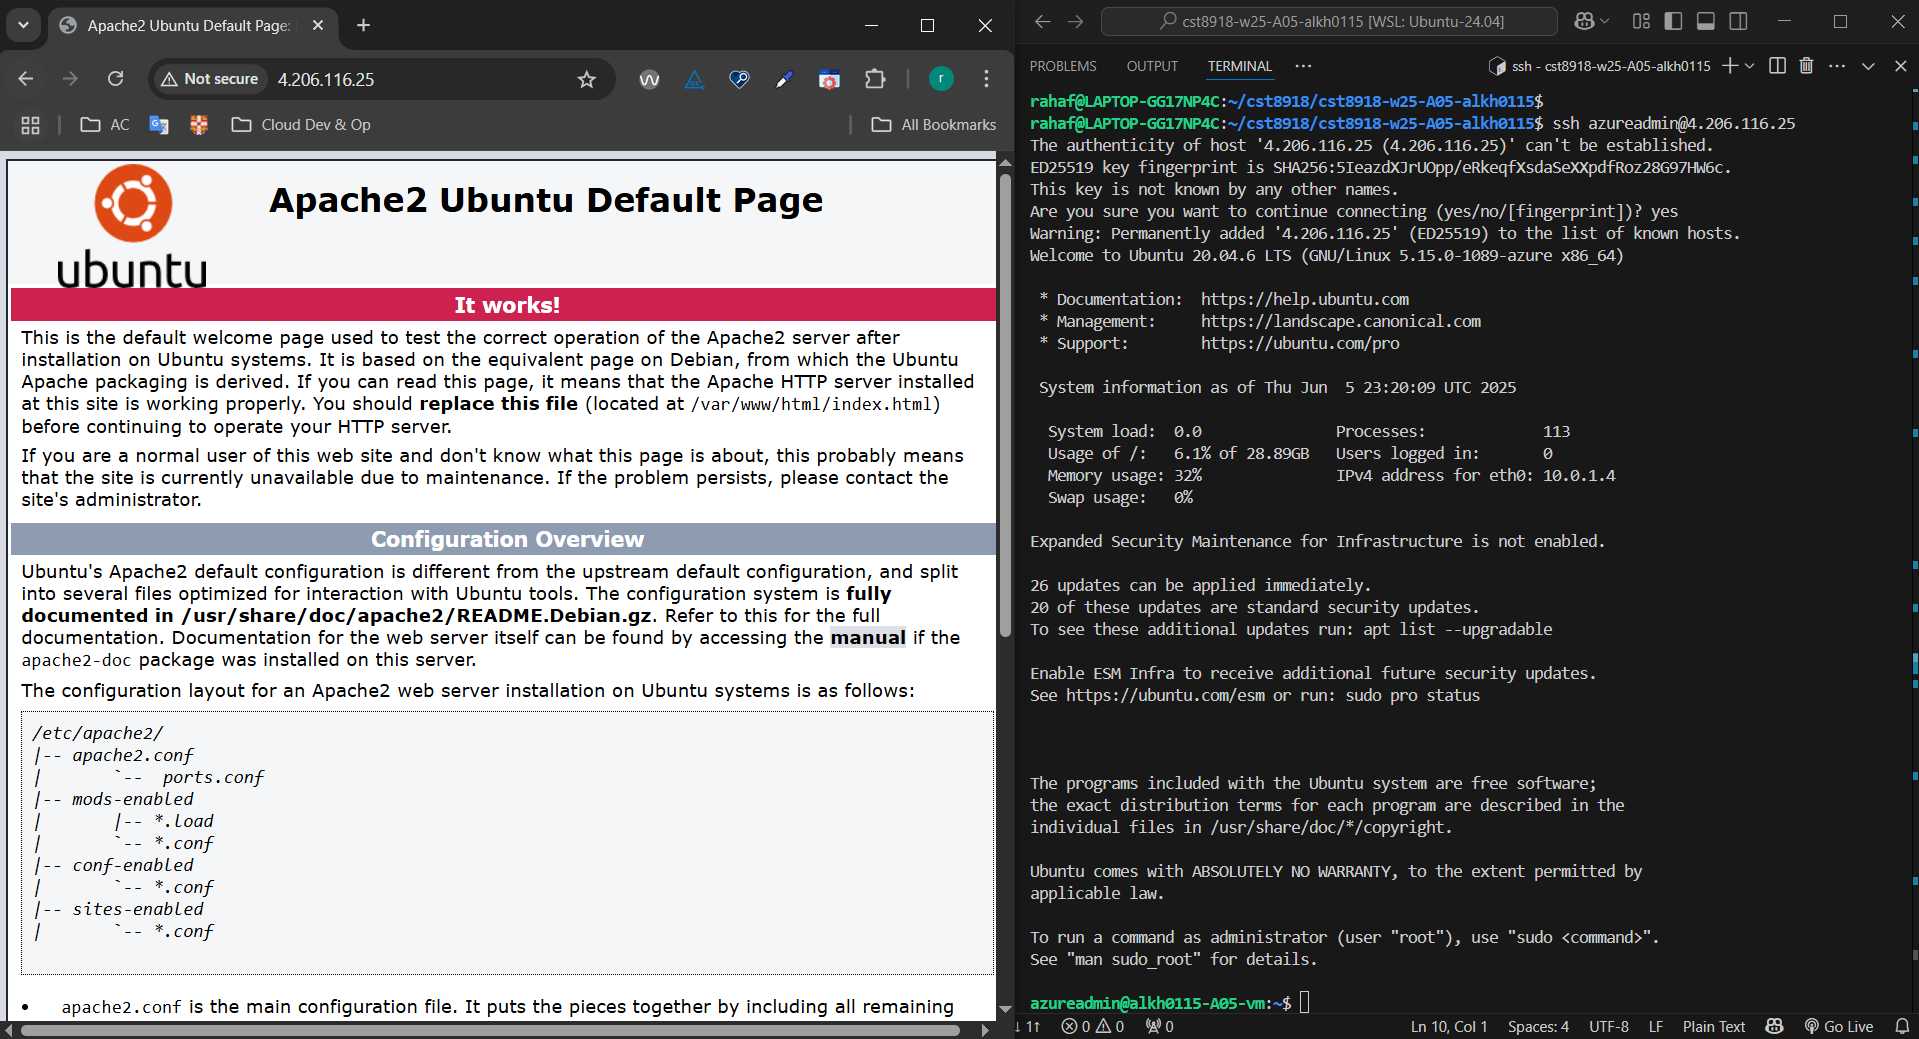 Apache2 Ubuntu Default Page:
Not secure 4.206.116.25
r
AC
Cloud Dev & Op
All Bookmarks
ubuntu
Apache2 Ubuntu Default Page
It works!
This is the default welcome page used to test the correct operation of the Apache2 server after
installation on Ubuntu systems. It is based on the equivalent page on Debian, from which the Ubuntu
Apache packaging is derived. If you can read this page, it means that the Apache HTTP server installed
at this site is working properly. You should replace this file (located at /var/www/html/index.html)
before continuing to operate your HTTP server.
If you are a normal user of this web site and don't know what this page is about, this probably means
that the site is currently unavailable due to maintenance. If the problem persists, please contact the
site's administrator.
Configuration Overview
Ubuntu's Apache2 default configuration is different from the upstream default configuration, and split
into several files optimized for interaction with Ubuntu tools. The configuration system is fully
documented in /usr/share/doc/apache2/README.Debian.gz. Refer to this for the full
documentation. Documentation for the web server itself can be found by accessing the manual if the
apache2-doc package was installed on this server.
The configuration layout for an Apache2 web server installation on Ubuntu systems is as follows:
/etc/apache2/
|-- apache2.conf
|       `--  ports.conf
|-- mods-enabled
|       |-- *.load
|       `-- *.conf
|-- conf-enabled
|       `-- *.conf
|-- sites-enabled
|       `-- *.conf
• apache2.conf is the main configuration file. It puts the pieces together by including all remaining
cst8918-w25-A05-alkh0115 [WSL: Ubuntu-24.04]
PROBLEMS OUTPUT TERMINAL ··· ssh - cst8918-w25-A05-alkh0115
rahaf@LAPTOP-GG17NP4C:~/cst8918/cst8918-w25-A05-alkh0115$
rahaf@LAPTOP-GG17NP4C:~/cst8918/cst8918-w25-A05-alkh0115$ ssh azureadmin@4.206.116.25
The authenticity of host '4.206.116.25 (4.206.116.25)' can't be established.
ED25519 key fingerprint is SHA256:5IeazdXJrUOpp/eRkeqfXsdaSeXXpdfRoz28G97HW6c.
This key is not known by any other names.
Are you sure you want to continue connecting (yes/no/[fingerprint])? yes
Warning: Permanently added '4.206.116.25' (ED25519) to the list of known hosts.
Welcome to Ubuntu 20.04.6 LTS (GNU/Linux 5.15.0-1089-azure x86_64)
* Documentation:  https://help.ubuntu.com
* Management:     https://landscape.canonical.com
* Support:        https://ubuntu.com/pro
System information as of Thu Jun  5 23:20:09 UTC 2025
System load:  0.0               Processes:             113
Usage of /:   6.1% of 28.89GB   Users logged in:       0
Memory usage: 32%               IPv4 address for eth0: 10.0.1.4
Swap usage:   0%
Expanded Security Maintenance for Infrastructure is not enabled.
26 updates can be applied immediately.
20 of these updates are standard security updates.
To see these additional updates run: apt list --upgradable
Enable ESM Infra to receive additional future security updates.
See https://ubuntu.com/esm or run: sudo pro status
The programs included with the Ubuntu system are free software;
the exact distribution terms for each program are described in the
individual files in /usr/share/doc/*/copyright.
Ubuntu comes with ABSOLUTELY NO WARRANTY, to the extent permitted by
applicable law.
To run a command as administrator (user "root"), use "sudo <command>".
See "man sudo_root" for details.
azureadmin@alkh0115-A05-vm:~$
↓ 1↑ 0 0 0 Ln 10, Col 1 Spaces: 4 UTF-8 LF Plain Text Go Live